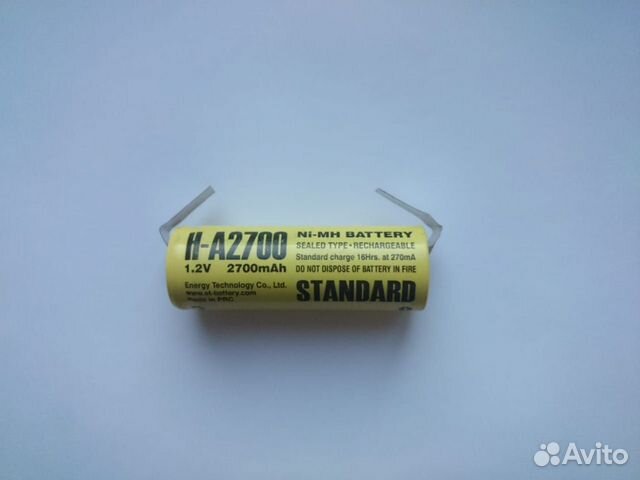 H-A2700
1.2V 2700mAh
Energy Technology Co., Ltd.
www.et-battery.com
Made in PRC
Ni-MH BATTERY
SEALED TYPE · RECHARGEABLE
Standard charge 16Hrs. at 270mA
DO NOT DISPOSE OF BATTERY IN FIRE
STANDARD
Avito